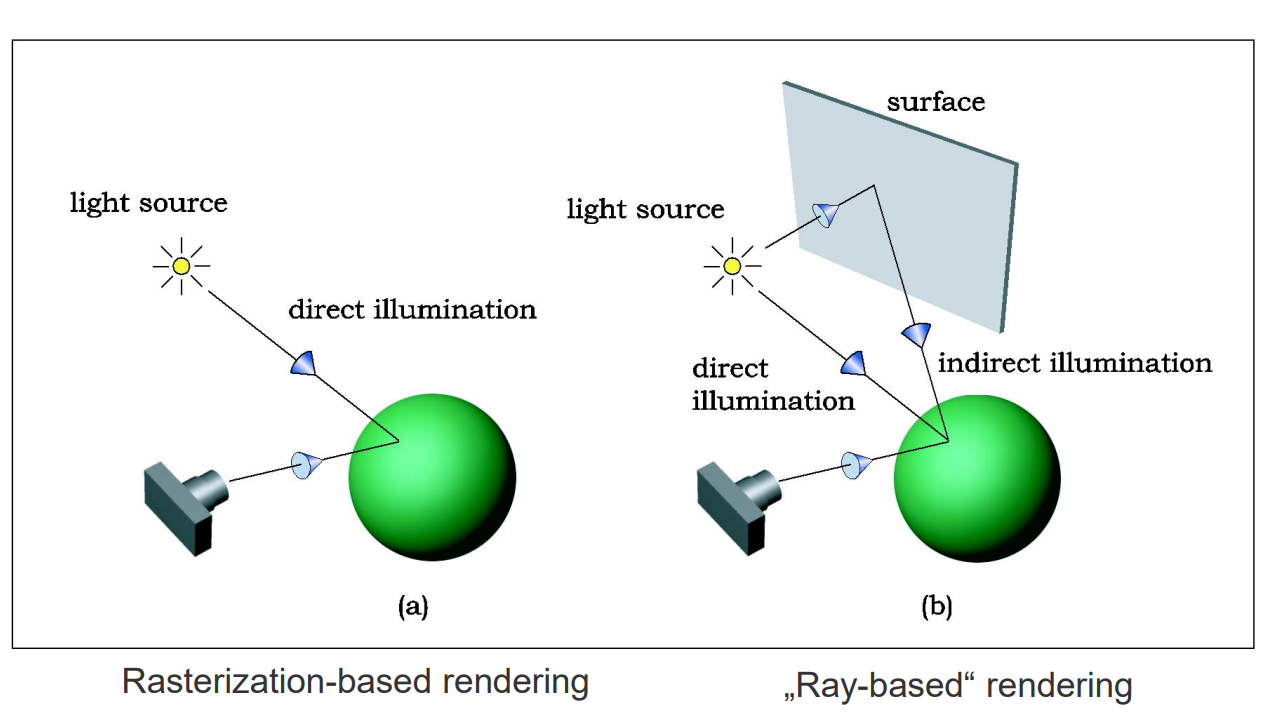 light source
direct illumination
(a)
surface
light source
direct
illumination
indirect illumination
(b)
Rasterization-based rendering
„Ray-based“ rendering